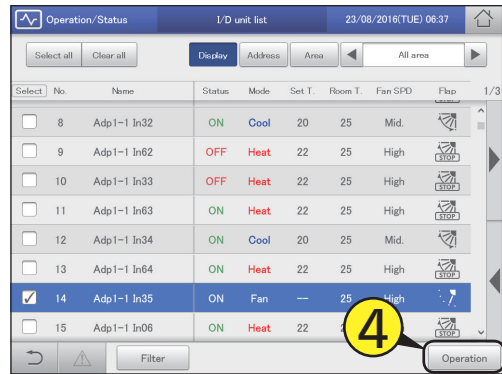 Operation/Status I/D unit list 23/08/2016(TUE) 06:37
Select all Clear all Display Address Area All area
Select No. Name Status Mode Set T. Room T. Fan SPD Flap 1/3
STOP
8 Adp1-1 In32 ON Cool 20 25 Mid.
9 Adp1-1 In62 OFF Heat 22 25 High STOP
10 Adp1-1 In33 OFF Heat 22 25 High STOP
11 Adp1-1 In63 ON Heat 22 25 High STOP
12 Adp1-1 In34 ON Cool 20 25 Mid.
13 Adp1-1 In64 ON Heat 22 25 High STOP
14 Adp1-1 In35 ON Fan -- 25 High
15 Adp1-1 In06 ON Heat 22 High STOP
4
Filter Operation